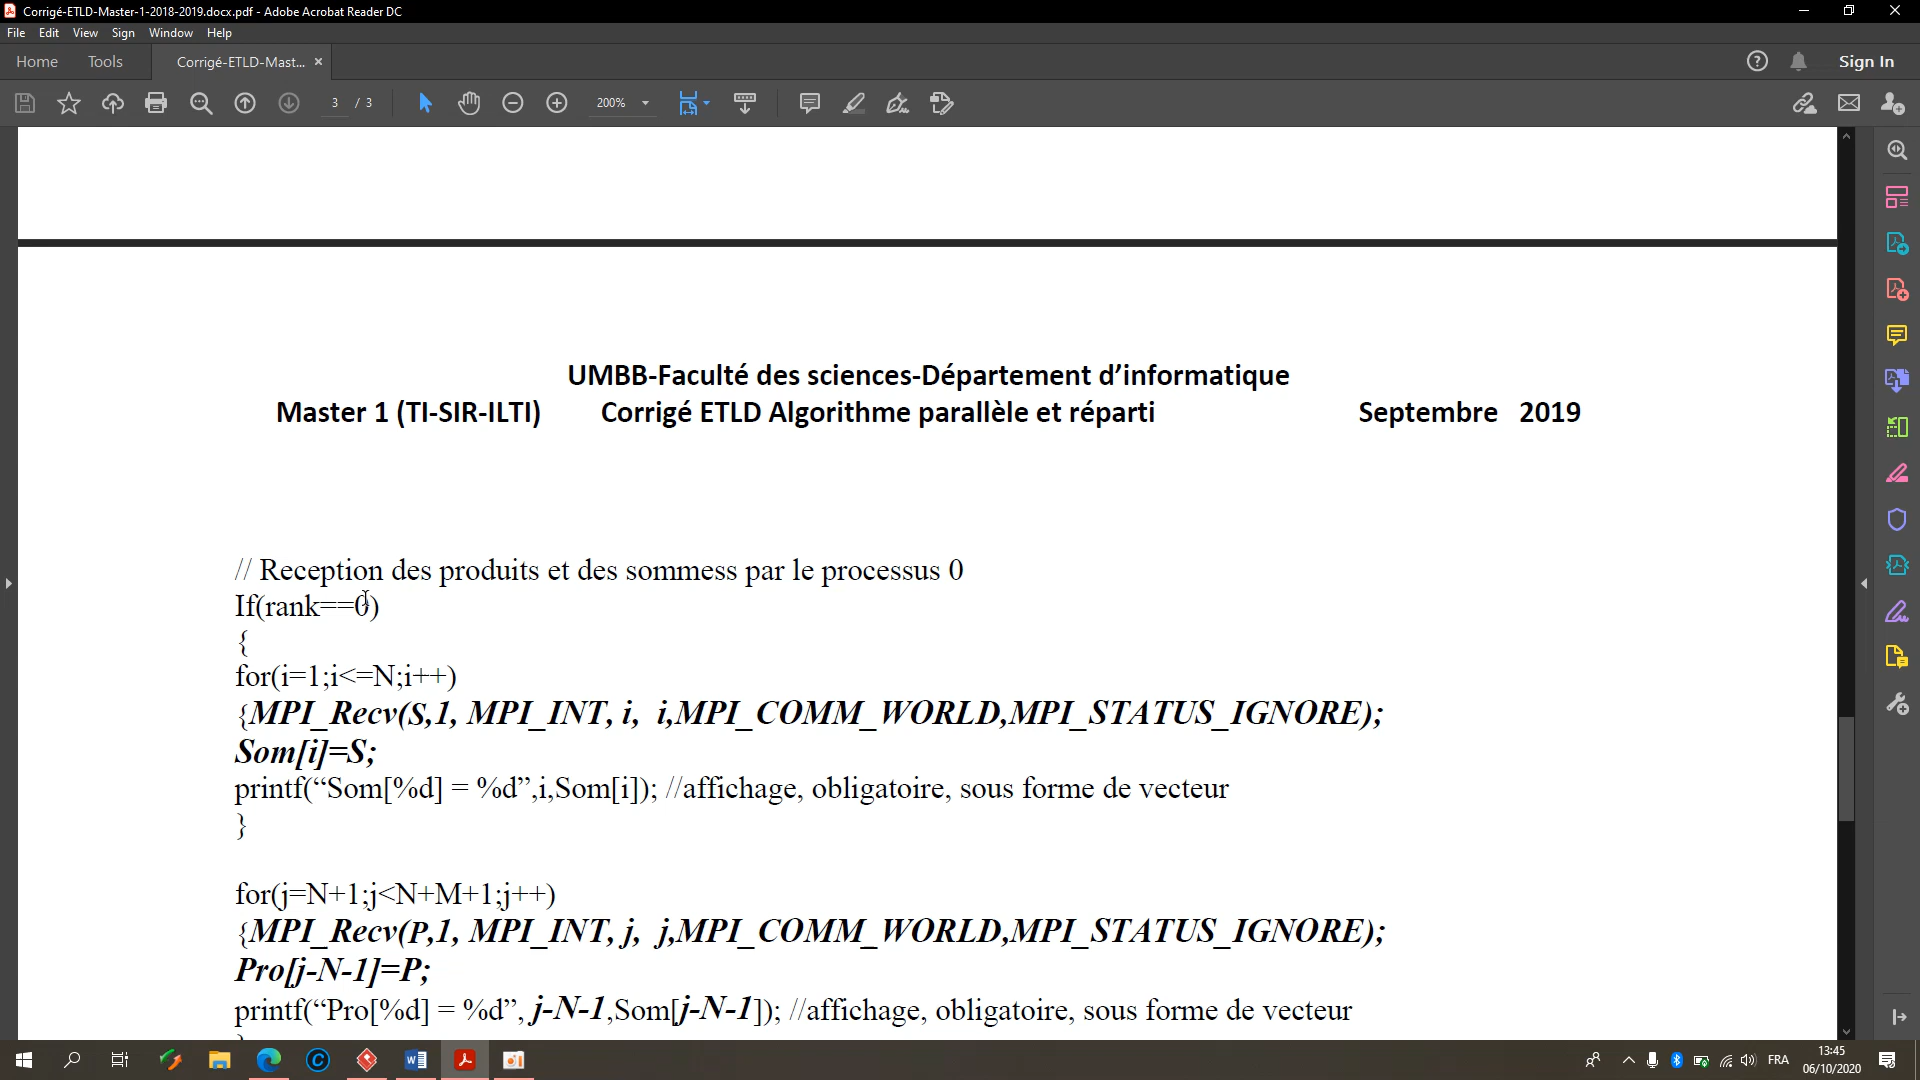 Corrigé-ETLD-Master-1-2018-2019.docx.pdf - Adobe Acrobat Reader DC
File Edit View Sign Window Help
Home Tools Corrigé-ETLD-Mast... × Sign In
3 / 3 200%
UMBB-Faculté des sciences-Département d’informatique
Master 1 (TI-SIR-ILTI) Corrigé ETLD Algorithme parallèle et réparti Septembre 2019
// Reception des produits et des sommess par le processus 0
If(rank==0)
{
for(i=1;i<=N;i++)
{MPI_Recv(S,1, MPI_INT, i, i,MPI_COMM_WORLD,MPI_STATUS_IGNORE);
Som[i]=S;
printf(“Som[%d] = %d”,i,Som[i]); //affichage, obligatoire, sous forme de vecteur
}
for(j=N+1;j<N+M+1;j++)
{MPI_Recv(P,1, MPI_INT, j, j,MPI_COMM_WORLD,MPI_STATUS_IGNORE);
Pro[j-N-1]=P;
printf(“Pro[%d] = %d”, j-N-1,Som[j-N-1]); //affichage, obligatoire, sous forme de vecteur
FRA
13:45
06/10/2020